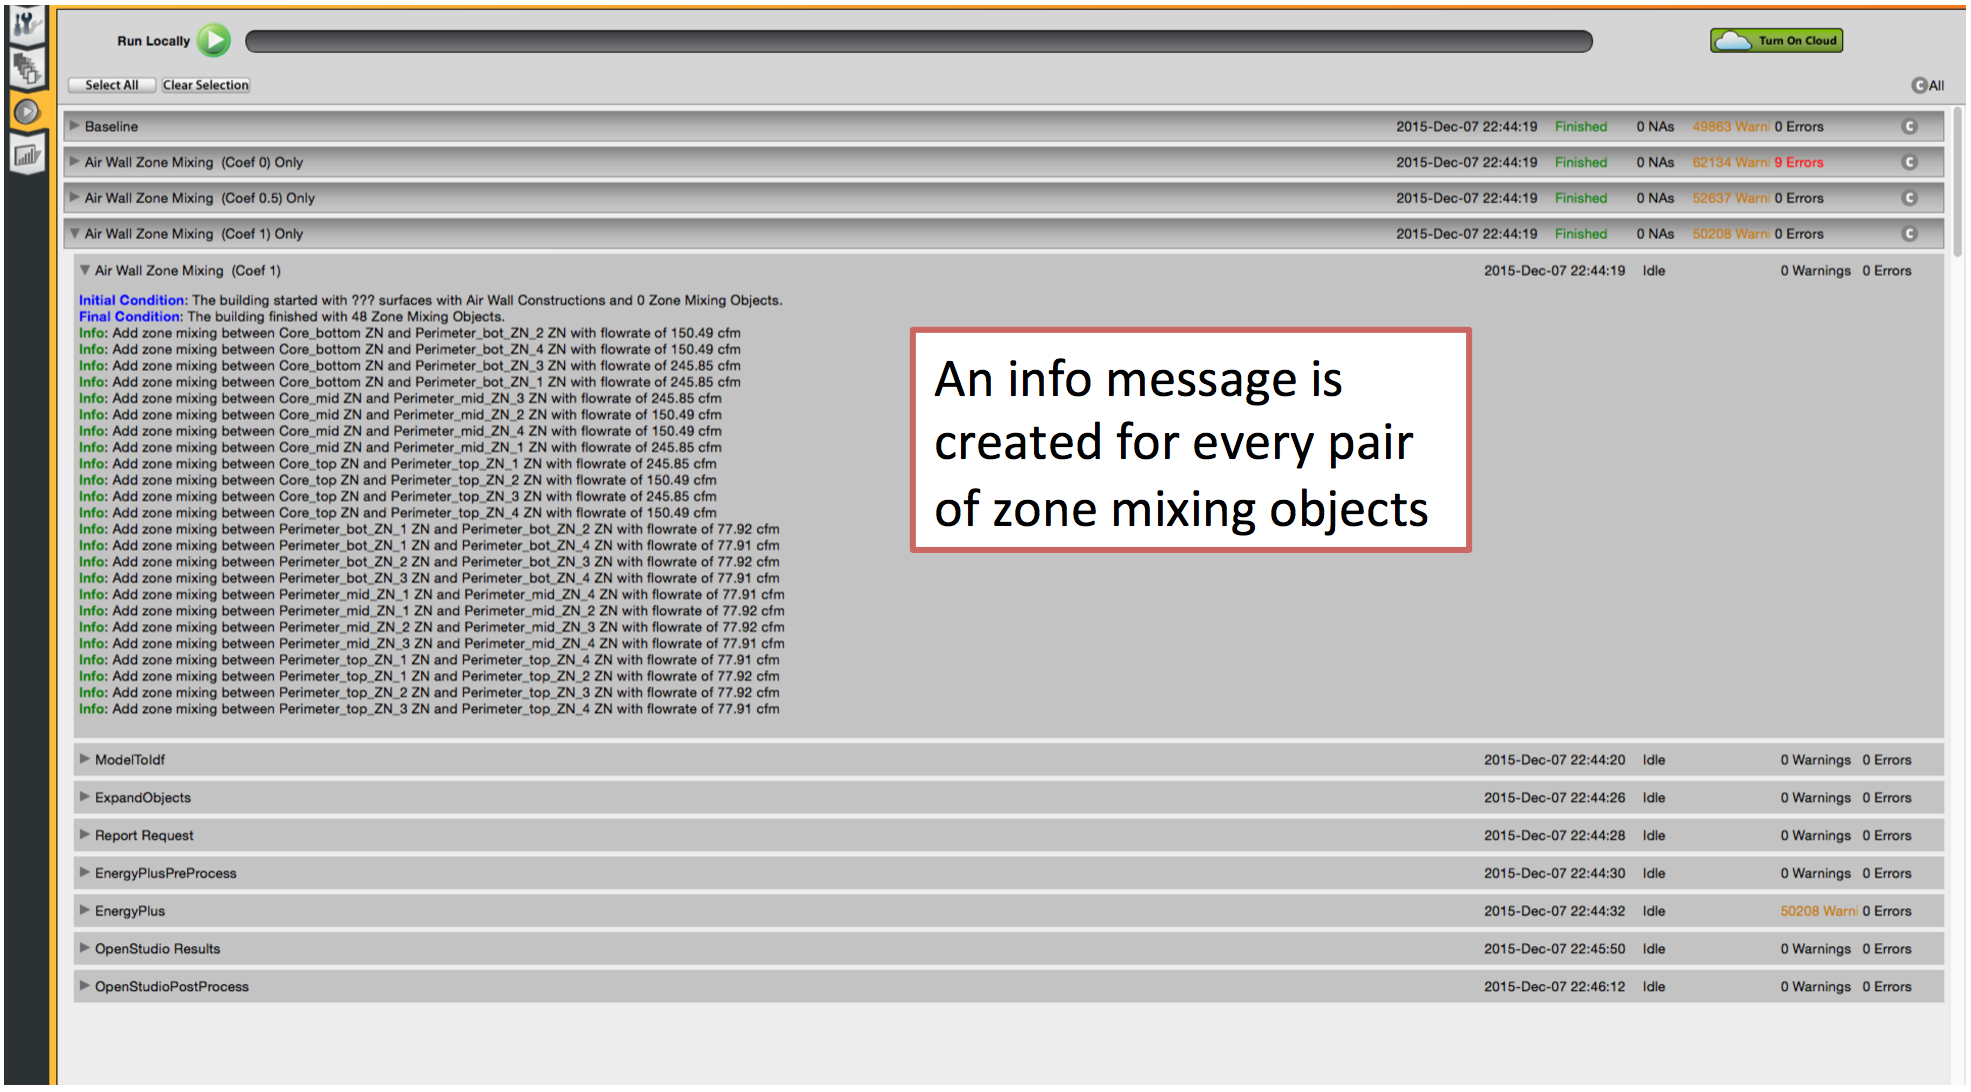 Run Locally
Turn On Cloud
Select All Clear Selection
C All
Baseline 2015-Dec-07 22:44:19 Finished 0 NAs 49863 Warni 0 Errors C
Air Wall Zone Mixing (Coef 0) Only 2015-Dec-07 22:44:19 Finished 0 NAs 62134 Warni 9 Errors C
Air Wall Zone Mixing (Coef 0.5) Only 2015-Dec-07 22:44:19 Finished 0 NAs 52637 Warni 0 Errors C
Air Wall Zone Mixing (Coef 1) Only 2015-Dec-07 22:44:19 Finished 0 NAs 50208 Warni 0 Errors C
Air Wall Zone Mixing (Coef 1) 2015-Dec-07 22:44:19 Idle 0 Warnings 0 Errors
Initial Condition: The building started with ??? surfaces with Air Wall Constructions and 0 Zone Mixing Objects.
Final Condition: The building finished with 48 Zone Mixing Objects.
Info: Add zone mixing between Core_bottom ZN and Perimeter_bot_ZN_2 ZN with flowrate of 150.49 cfm
Info: Add zone mixing between Core_bottom ZN and Perimeter_bot_ZN_4 ZN with flowrate of 150.49 cfm
Info: Add zone mixing between Core_bottom ZN and Perimeter_bot_ZN_3 ZN with flowrate of 245.85 cfm
Info: Add zone mixing between Core_bottom ZN and Perimeter_bot_ZN_1 ZN with flowrate of 245.85 cfm
Info: Add zone mixing between Core_mid ZN and Perimeter_mid_ZN_3 ZN with flowrate of 245.85 cfm
Info: Add zone mixing between Core_mid ZN and Perimeter_mid_ZN_2 ZN with flowrate of 150.49 cfm
Info: Add zone mixing between Core_mid ZN and Perimeter_mid_ZN_4 ZN with flowrate of 150.49 cfm
Info: Add zone mixing between Core_mid ZN and Perimeter_mid_ZN_1 ZN with flowrate of 245.85 cfm
Info: Add zone mixing between Core_top ZN and Perimeter_top_ZN_1 ZN with flowrate of 245.85 cfm
Info: Add zone mixing between Core_top ZN and Perimeter_top_ZN_2 ZN with flowrate of 150.49 cfm
Info: Add zone mixing between Core_top ZN and Perimeter_top_ZN_3 ZN with flowrate of 245.85 cfm
Info: Add zone mixing between Core_top ZN and Perimeter_top_ZN_4 ZN with flowrate of 150.49 cfm
Info: Add zone mixing between Perimeter_bot_ZN_1 ZN and Perimeter_bot_ZN_2 ZN with flowrate of 77.92 cfm
Info: Add zone mixing between Perimeter_bot_ZN_1 ZN and Perimeter_bot_ZN_4 ZN with flowrate of 77.91 cfm
Info: Add zone mixing between Perimeter_bot_ZN_2 ZN and Perimeter_bot_ZN_3 ZN with flowrate of 77.92 cfm
Info: Add zone mixing between Perimeter_bot_ZN_3 ZN and Perimeter_bot_ZN_4 ZN with flowrate of 77.91 cfm
Info: Add zone mixing between Perimeter_mid_ZN_1 ZN and Perimeter_mid_ZN_4 ZN with flowrate of 77.91 cfm
Info: Add zone mixing between Perimeter_mid_ZN_1 ZN and Perimeter_mid_ZN_2 ZN with flowrate of 77.92 cfm
Info: Add zone mixing between Perimeter_mid_ZN_2 ZN and Perimeter_mid_ZN_3 ZN with flowrate of 77.92 cfm
Info: Add zone mixing between Perimeter_mid_ZN_3 ZN and Perimeter_mid_ZN_4 ZN with flowrate of 77.91 cfm
Info: Add zone mixing between Perimeter_top_ZN_1 ZN and Perimeter_top_ZN_4 ZN with flowrate of 77.91 cfm
Info: Add zone mixing between Perimeter_top_ZN_1 ZN and Perimeter_top_ZN_2 ZN with flowrate of 77.92 cfm
Info: Add zone mixing between Perimeter_top_ZN_2 ZN and Perimeter_top_ZN_3 ZN with flowrate of 77.92 cfm
Info: Add zone mixing between Perimeter_top_ZN_3 ZN and Perimeter_top_ZN_4 ZN with flowrate of 77.91 cfm
An info message is
created for every pair
of zone mixing objects
ModelToIdf 2015-Dec-07 22:44:20 Idle 0 Warnings 0 Errors
ExpandObjects 2015-Dec-07 22:44:26 Idle 0 Warnings 0 Errors
Report Request 2015-Dec-07 22:44:28 Idle 0 Warnings 0 Errors
EnergyPlusPreProcess 2015-Dec-07 22:44:30 Idle 0 Warnings 0 Errors
EnergyPlus 2015-Dec-07 22:44:32 Idle 50208 Warni 0 Errors
OpenStudio Results 2015-Dec-07 22:45:50 Idle 0 Warnings 0 Errors
OpenStudioPostProcess 2015-Dec-07 22:46:12 Idle 0 Warnings 0 Errors